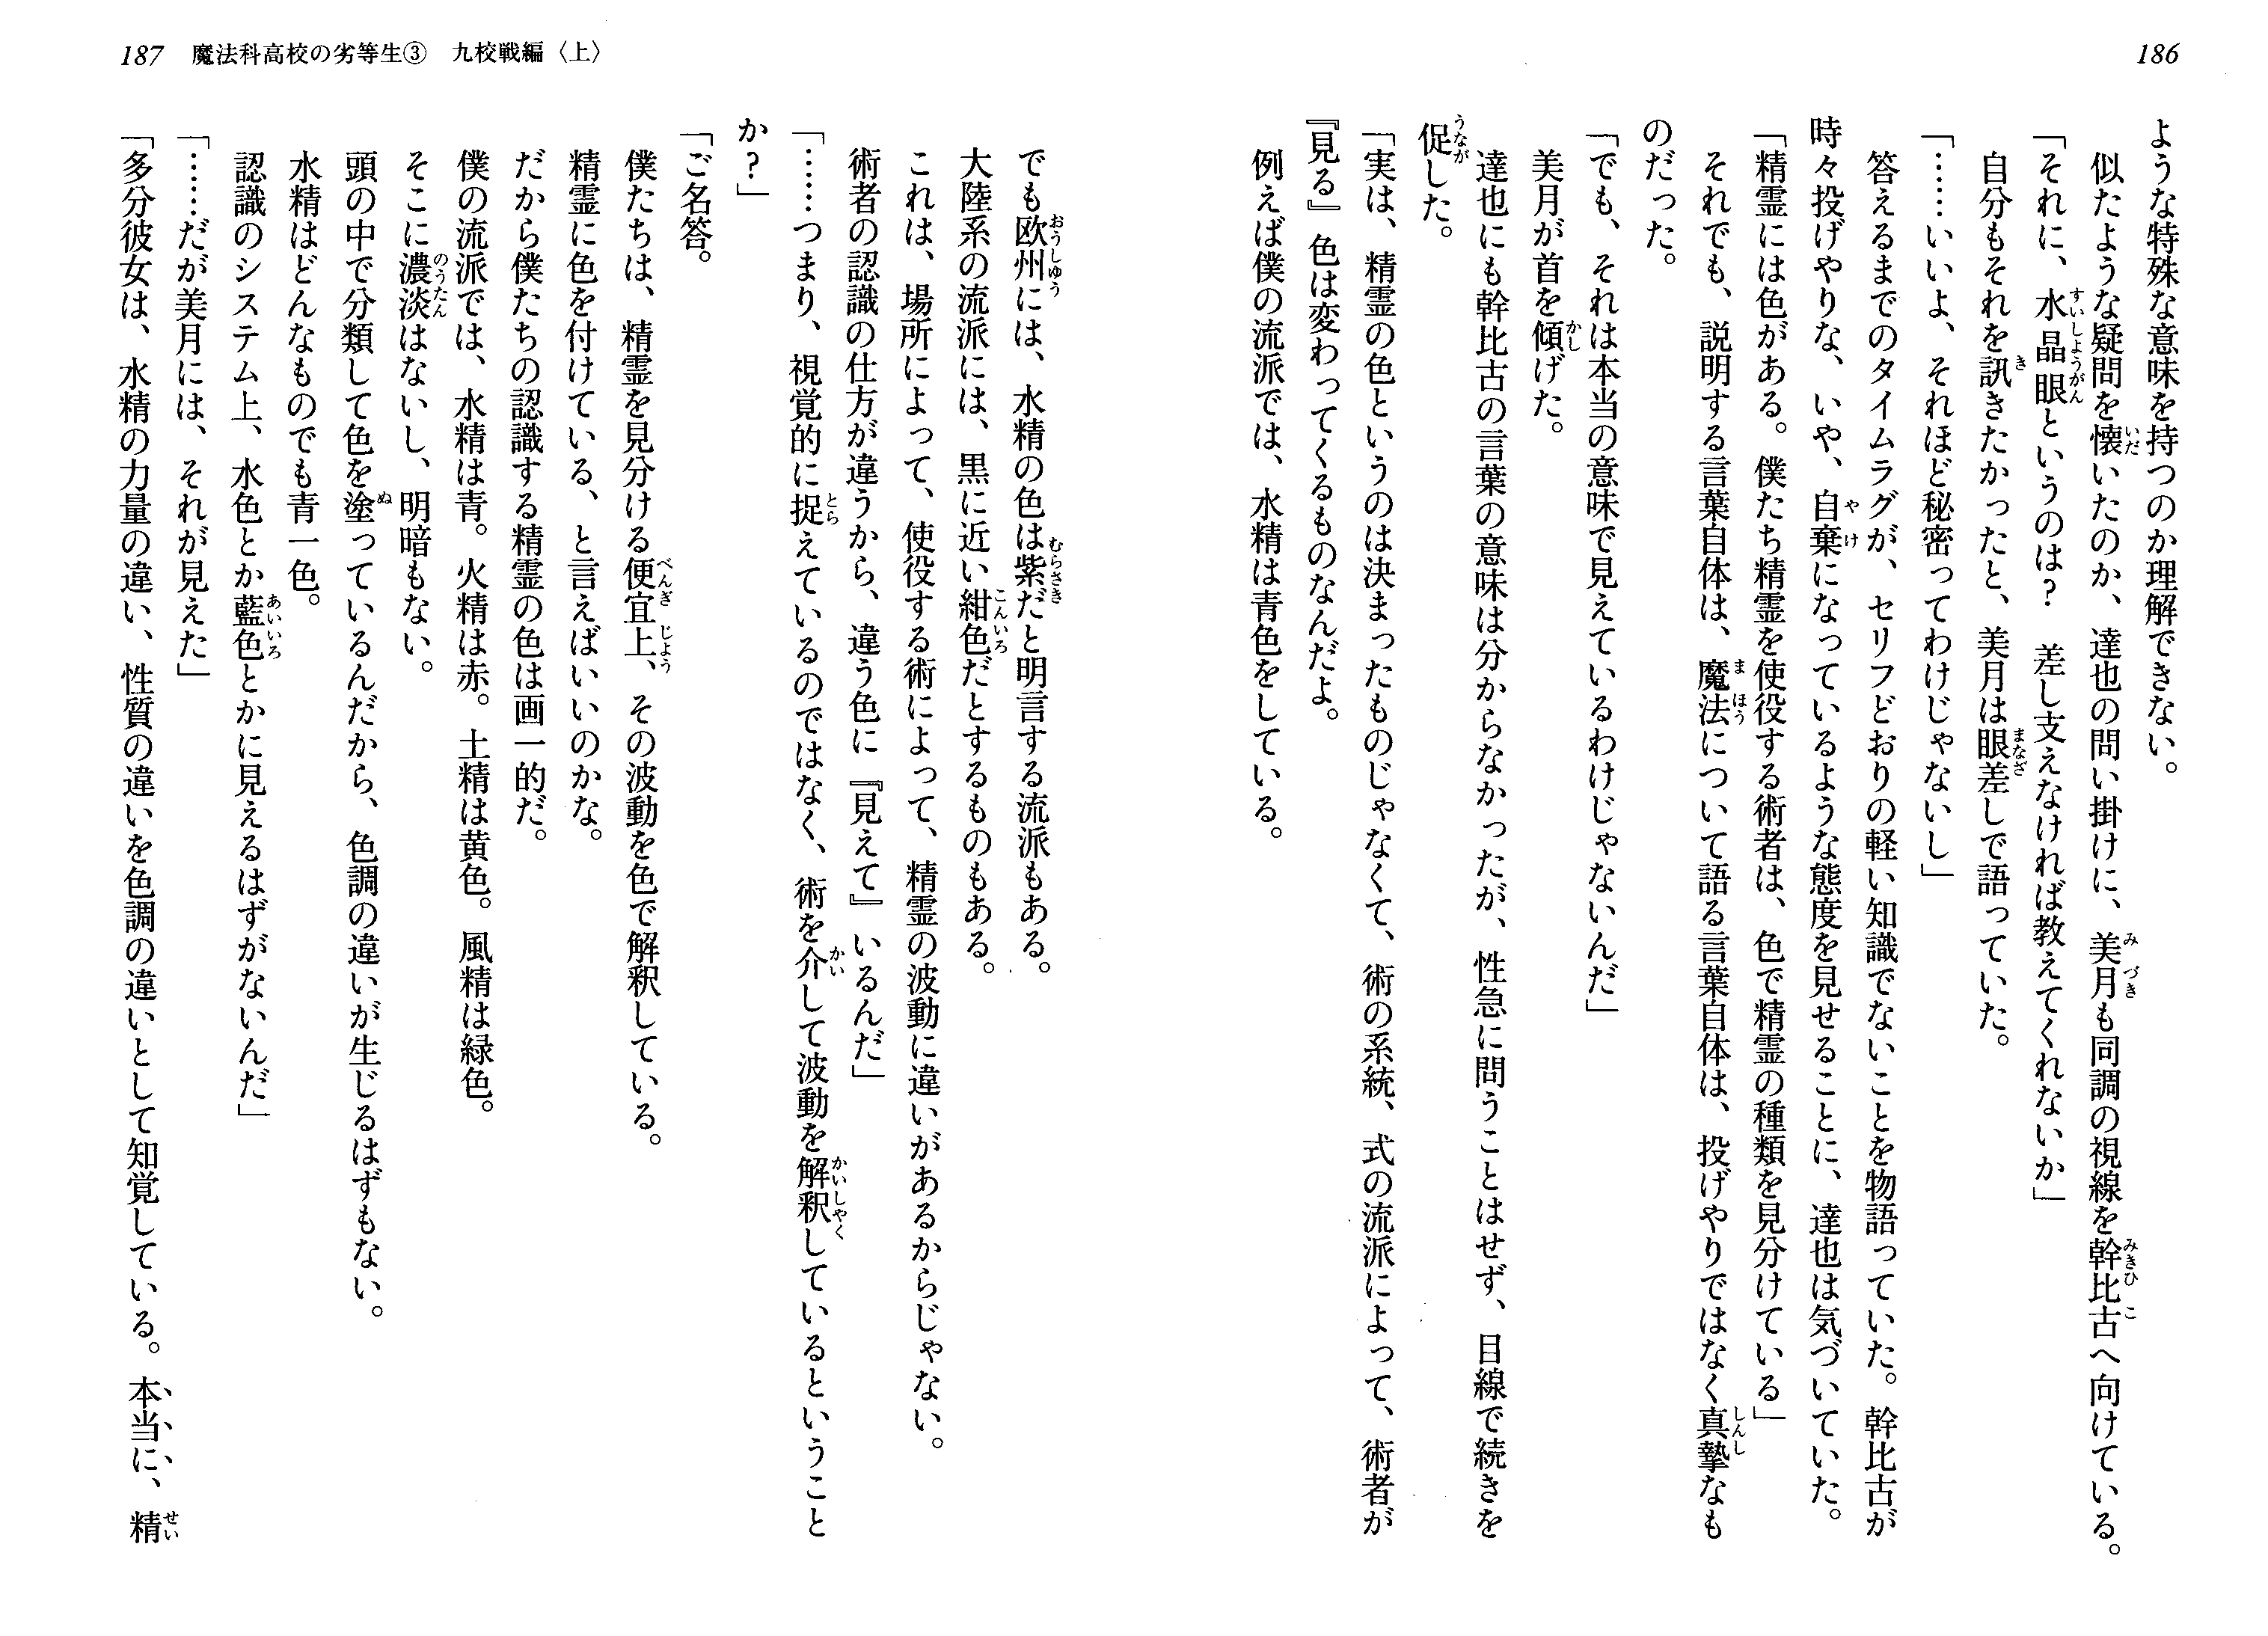 186
ような特殊な意味を持つのか理解できない。
似たような疑問を懐いたのか、達也の問い掛けに、美月も同調の視線を幹比古へ向けている。
「それに、水晶眼というのは？　差し支えなければ教えてくれないか」
自分もそれを訊きたかったと、美月は眼差しで語っていた。
「……いいよ、それほど秘密ってわけじゃないし」
答えるまでのタイムラグが、セリフどおりの軽い知識でないことを物語っていた。幹比古が
時々投げやりな、いや、自棄になっているような態度を見せることに、達也は気づいていた。
「精霊には色がある。僕たち精霊を使役する術者は、色で精霊の種類を見分けている」
それでも、説明する言葉自体は、魔法について語る言葉自体は、投げやりではなく真摯なも
のだった。
「でも、それは本当の意味で見えているわけじゃないんだ」
美月が首を傾げた。
達也にも幹比古の言葉の意味は分からなかったが、性急に問うことはせず、目線で続きを
促した。
「実は、精霊の色というのは決まったものじゃなくて、術の系統、式の流派によって、術者が
『見る』色は変わってくるものなんだよ。
例えば僕の流派では、水精は青色をしている。
でも欧州には、水精の色は紫だと明言する流派もある。
大陸系の流派には、黒に近い紺色だとするものもある。
これは、場所によって、使役する術によって、精霊の波動に違いがあるからじゃない。
術者の認識の仕方が違うから、違う色に『見えて』いるんだ」
「……つまり、視覚的に捉えているのではなく、術を介して波動を解釈しているということ
か？」
「ご名答。
僕たちは、精霊を見分ける便宜上、その波動を色で解釈している。
精霊に色を付けている、と言えばいいのかな。
だから僕たちの認識する精霊の色は画一的だ。
僕の流派では、水精は青。火精は赤。土精は黄色。風精は緑色。
そこに濃淡はないし、明暗もない。
頭の中で分類して色を塗っているんだから、色調の違いが生じるはずもない。
水精はどんなものでも青一色。
認識のシステム上、水色とか藍色とかに見えるはずがないんだ」
「……だが美月には、それが見えた」
「多分彼女は、水精の力量の違い、性質の違いを色調の違いとして知覚している。本当に、精
187　魔法科高校の劣等生③　九校戦編〈上〉